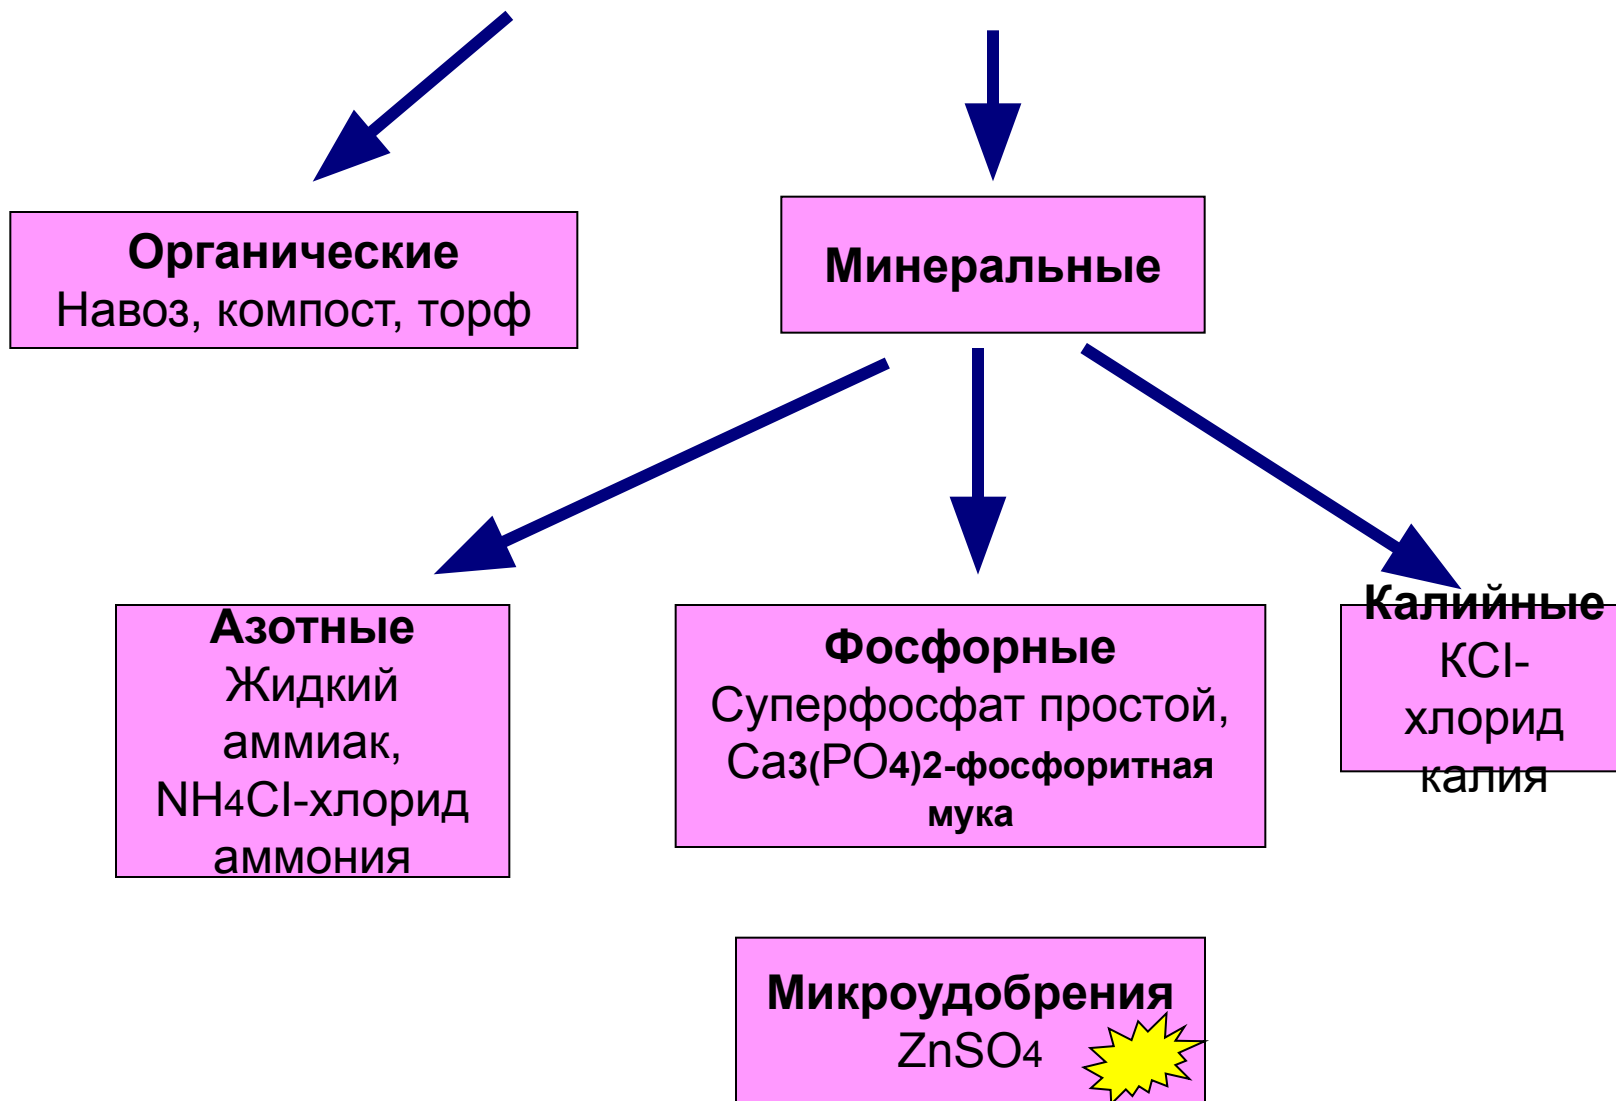 Органические
Навоз, компост, торф
Минеральные
Азотные
Жидкий
аммиак,
NH4Cl-хлорид
аммония
Фосфорные
Суперфосфат простой,
Ca3(PO4)2-фосфоритная
мука
Калийные
KCl-
хлорид
калия
Микроудобрения
ZnSO4